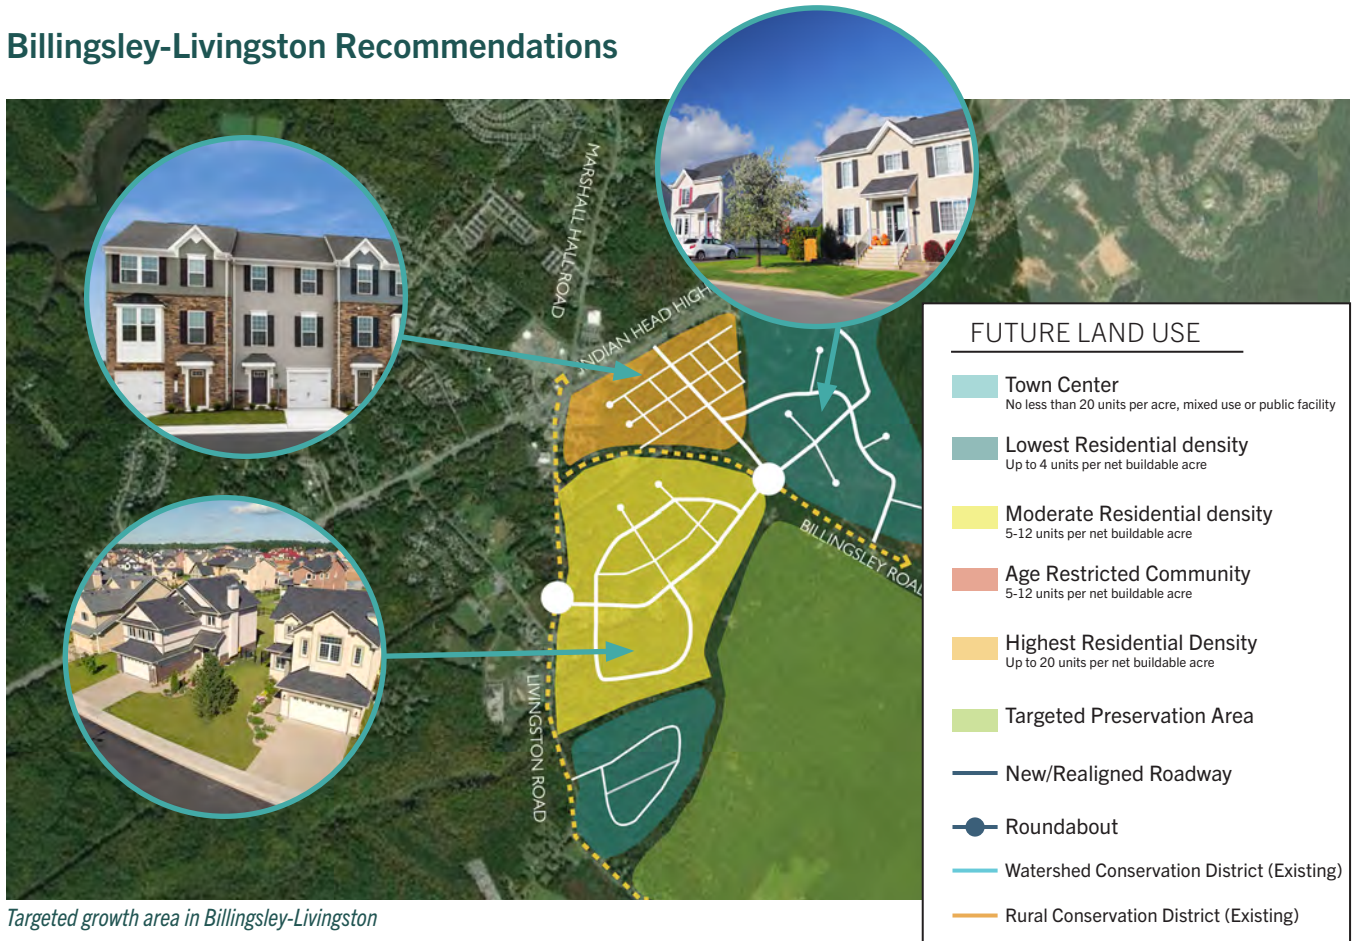 Billingsley-Livingston Recommendations
MARSHALL HALL ROAD
INDIAN HEAD HIGH
BILLINGSLEY ROAD
LIVINGSTON ROAD
FUTURE LAND USE
Town Center
No less than 20 units per acre, mixed use or public facility
Lowest Residential density
Up to 4 units per net buildable acre
Moderate Residential density
5-12 units per net buildable acre
Age Restricted Community
5-12 units per net buildable acre
Highest Residential Density
Up to 20 units per net buildable acre
Targeted Preservation Area
New/Realigned Roadway
Roundabout
Watershed Conservation District (Existing)
Rural Conservation District (Existing)
Targeted growth area in Billingsley-Livingston